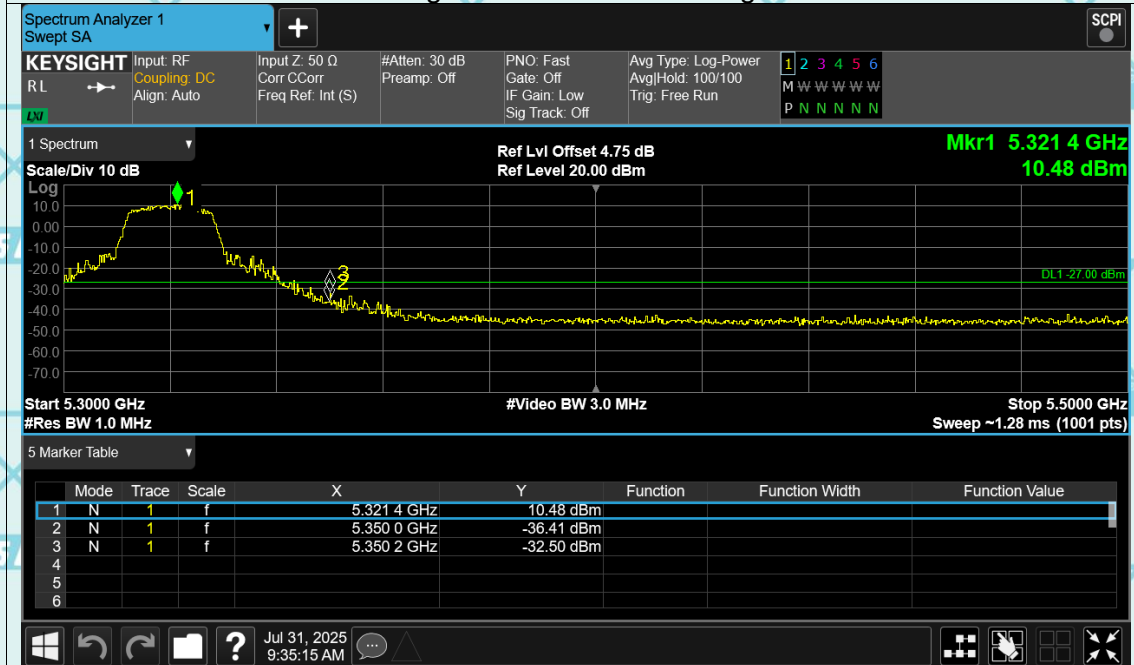 Spectrum Analyzer 1
Swept SA
+
SCPI
KEYSIGHT
RL
LXI
Input: RF
Coupling: DC
Align: Auto
Input Z: 50 Ω
Corr CCorr
Freq Ref: Int (S)
#Atten: 30 dB
Preamp: Off
PNO: Fast
Gate: Off
IF Gain: Low
Sig Track: Off
Avg Type: Log-Power
Avg|Hold: 100/100
Trig: Free Run
1 2 3 4 5 6
M W W W W W
P N N N N N
1 Spectrum
Scale/Div 10 dB
Ref Lvl Offset 4.75 dB
Ref Level 20.00 dBm
Mkr1 5.321 4 GHz
10.48 dBm
Log
10.0
0.00
-10.0
-20.0
-30.0
-40.0
-50.0
-60.0
-70.0
1
3
2
DL1 -27.00 dBm
Start 5.3000 GHz
#Video BW 3.0 MHz
Stop 5.5000 GHz
#Res BW 1.0 MHz
Sweep ~1.28 ms (1001 pts)
5 Marker Table
Mode Trace Scale X Y Function Function Width Function Value
1 N 1 f 5.321 4 GHz 10.48 dBm
2 N 1 f 5.350 0 GHz -36.41 dBm
3 N 1 f 5.350 2 GHz -32.50 dBm
4
5
6
?
Jul 31, 2025
9:35:15 AM